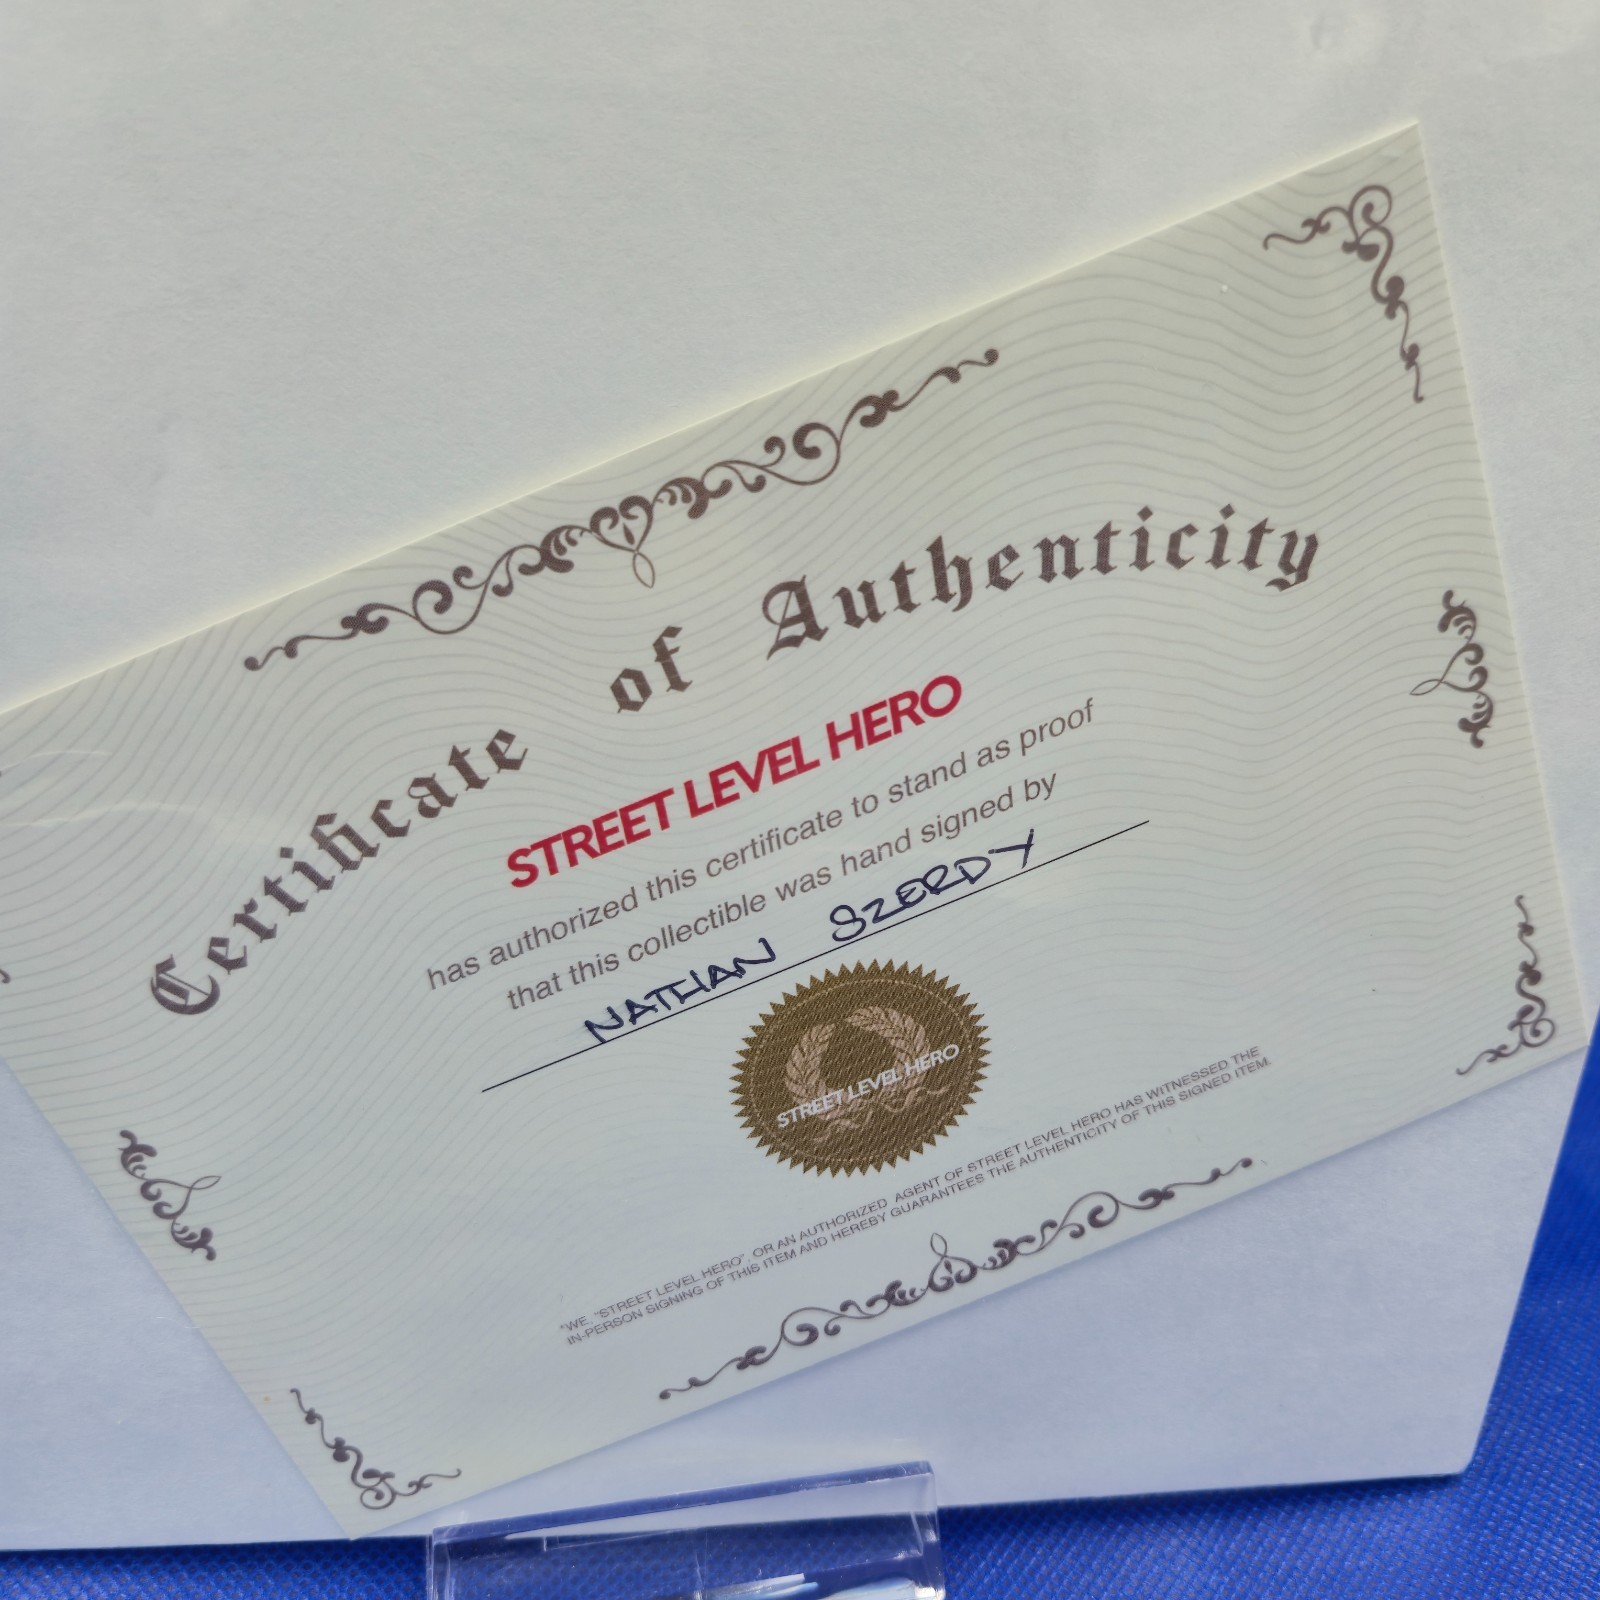 Certificate of Authenticity
STREET LEVEL HERO
has authorized this certificate to stand as proof
that this collectible was hand signed by
NATHAN SZERDY
STREET LEVEL HERO
"WE, "STREET LEVEL HERO", OR AN AUTHORIZED AGENT OF STREET LEVEL HERO HAS WITNESSED THE
IN-PERSON SIGNING OF THIS ITEM AND HEREBY GUARANTEES THE AUTHENTICITY OF THIS SIGNED ITEM.